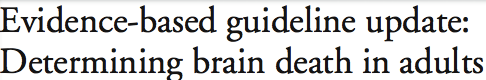 Evidence-based guideline update:
Determining brain death in adults